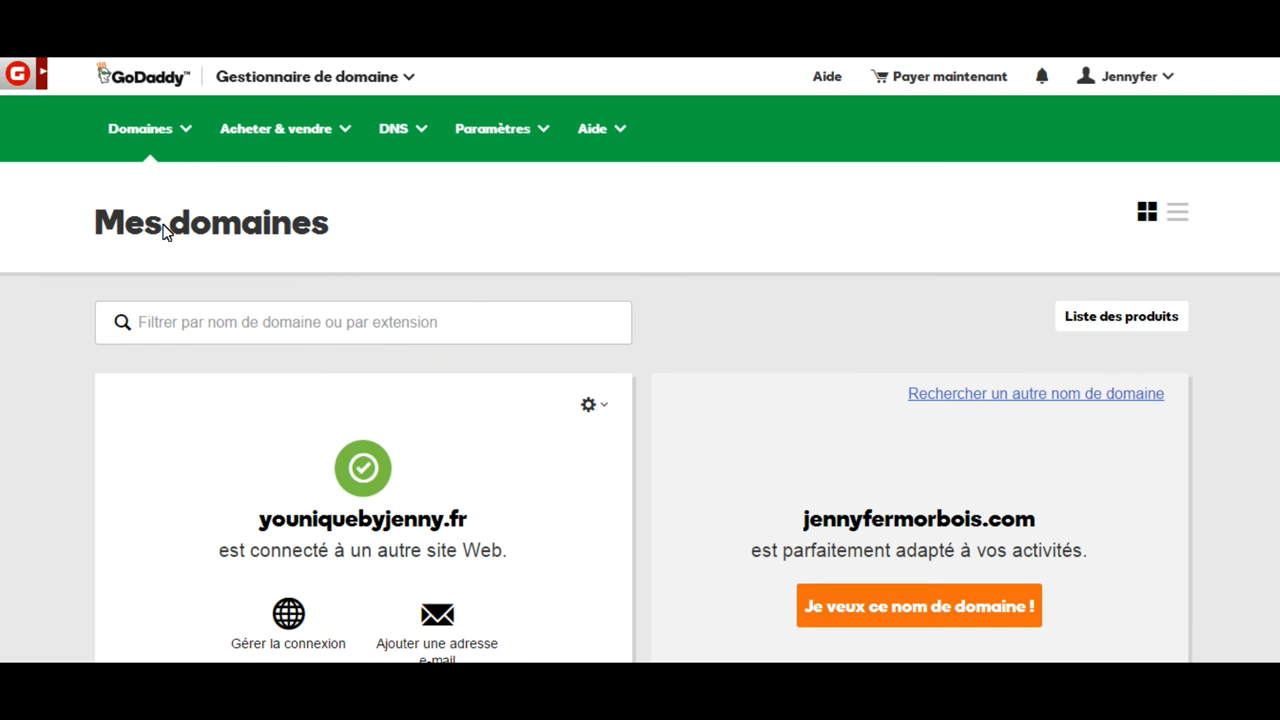 GoDaddy™ Gestionnaire de domaine Aide Payer maintenant Jennyfer
Domaines Acheter & vendre DNS Paramètres Aide
Mes domaines
Filtrer par nom de domaine ou par extension
Liste des produits
Rechercher un autre nom de domaine
youniquebyjenny.fr
est connecté à un autre site Web.
Gérer la connexion
Ajouter une adresse
e-mail
jennyfermorbois.com
est parfaitement adapté à vos activités.
Je veux ce nom de domaine !